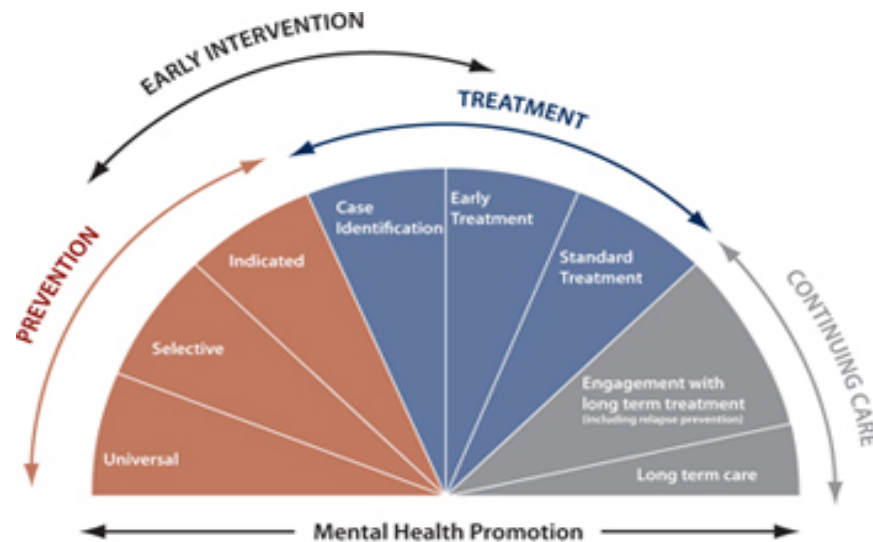 EARLY INTERVENTION
TREATMENT
PREVENTION
CONTINUING CARE
Universal
Selective
Indicated
Case
Identification
Early
Treatment
Standard
Treatment
Engagement with
long term treatment
(including relapse prevention)
Long term care
Mental Health Promotion